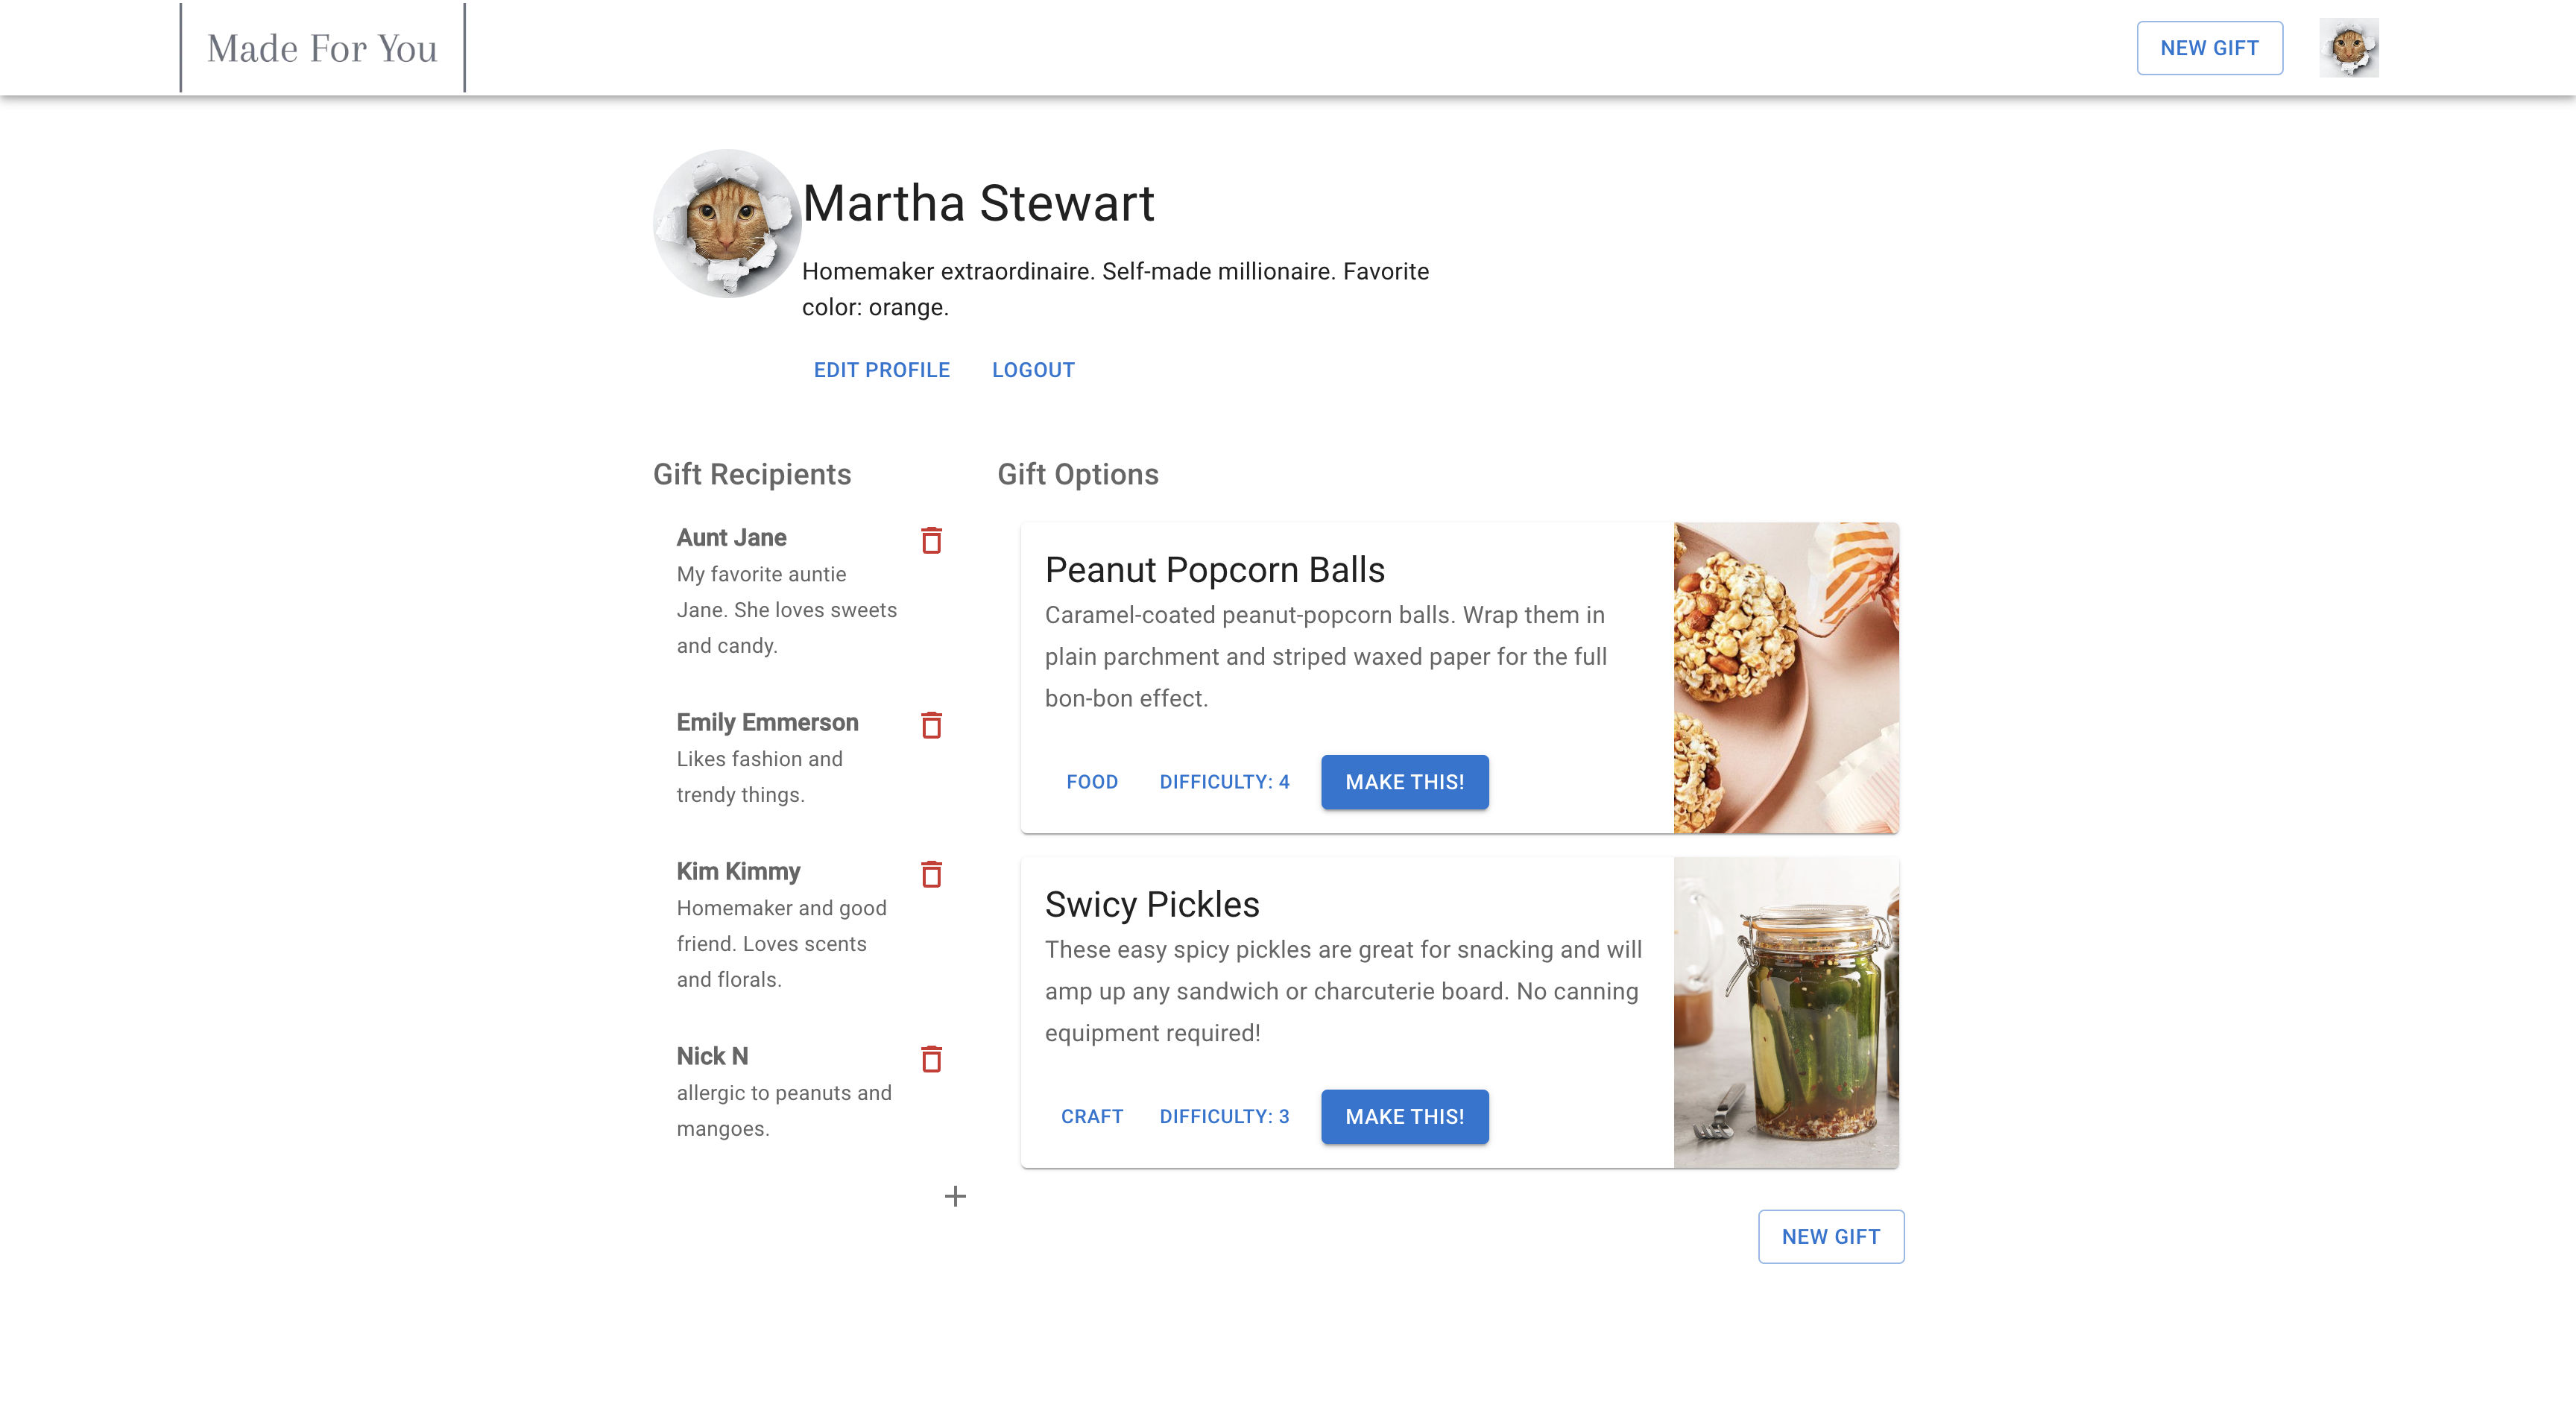 Made For You
NEW GIFT
Martha Stewart
Homemaker extraordinaire. Self-made millionaire. Favorite
color: orange.
EDIT PROFILE LOGOUT
Gift Recipients
Aunt Jane
My favorite auntie
Jane. She loves sweets
and candy.
Emily Emmerson
Likes fashion and
trendy things.
Kim Kimmy
Homemaker and good
friend. Loves scents
and florals.
Nick N
allergic to peanuts and
mangoes.
Gift Options
Peanut Popcorn Balls
Caramel-coated peanut-popcorn balls. Wrap them in
plain parchment and striped waxed paper for the full
bon-bon effect.
FOOD DIFFICULTY: 4 MAKE THIS!
Swicy Pickles
These easy spicy pickles are great for snacking and will
amp up any sandwich or charcuterie board. No canning
equipment required!
CRAFT DIFFICULTY: 3 MAKE THIS!
NEW GIFT